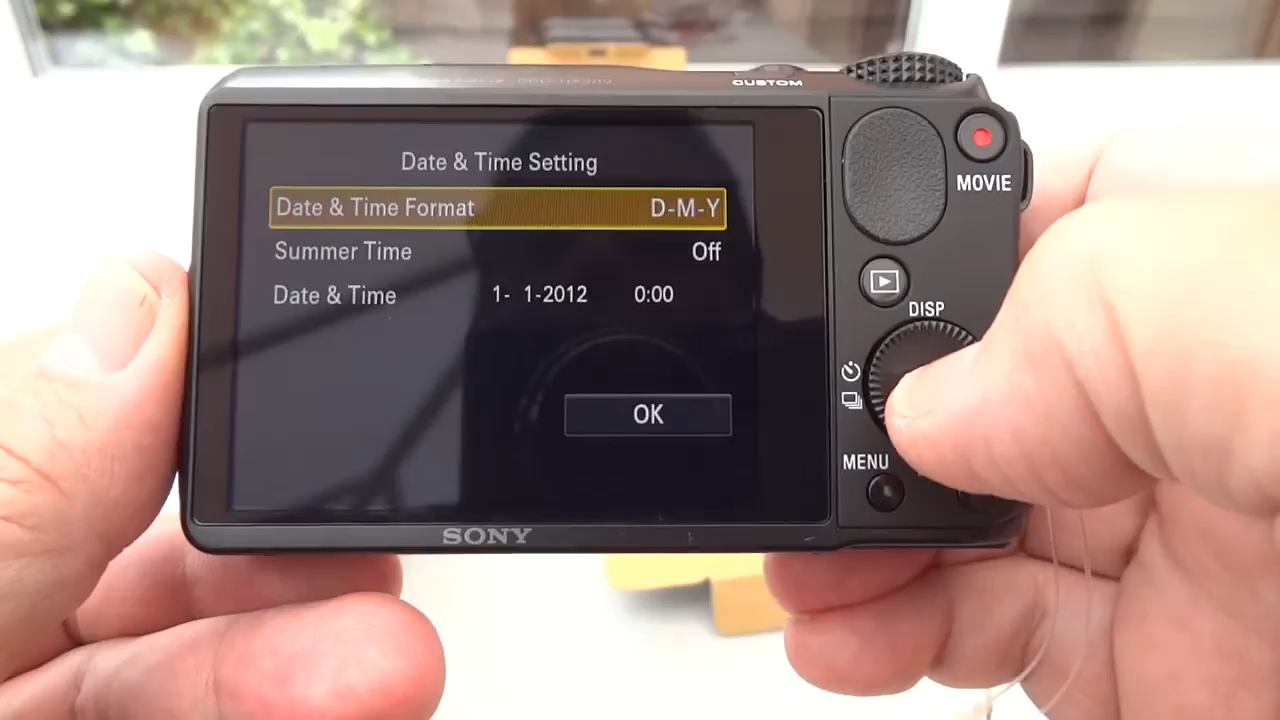 CUSTOM
Date & Time Setting
Date & Time Format D-M-Y
Summer Time Off
Date & Time 1- 1-2012 0:00
OK
MOVIE
DISP
MENU
SONY